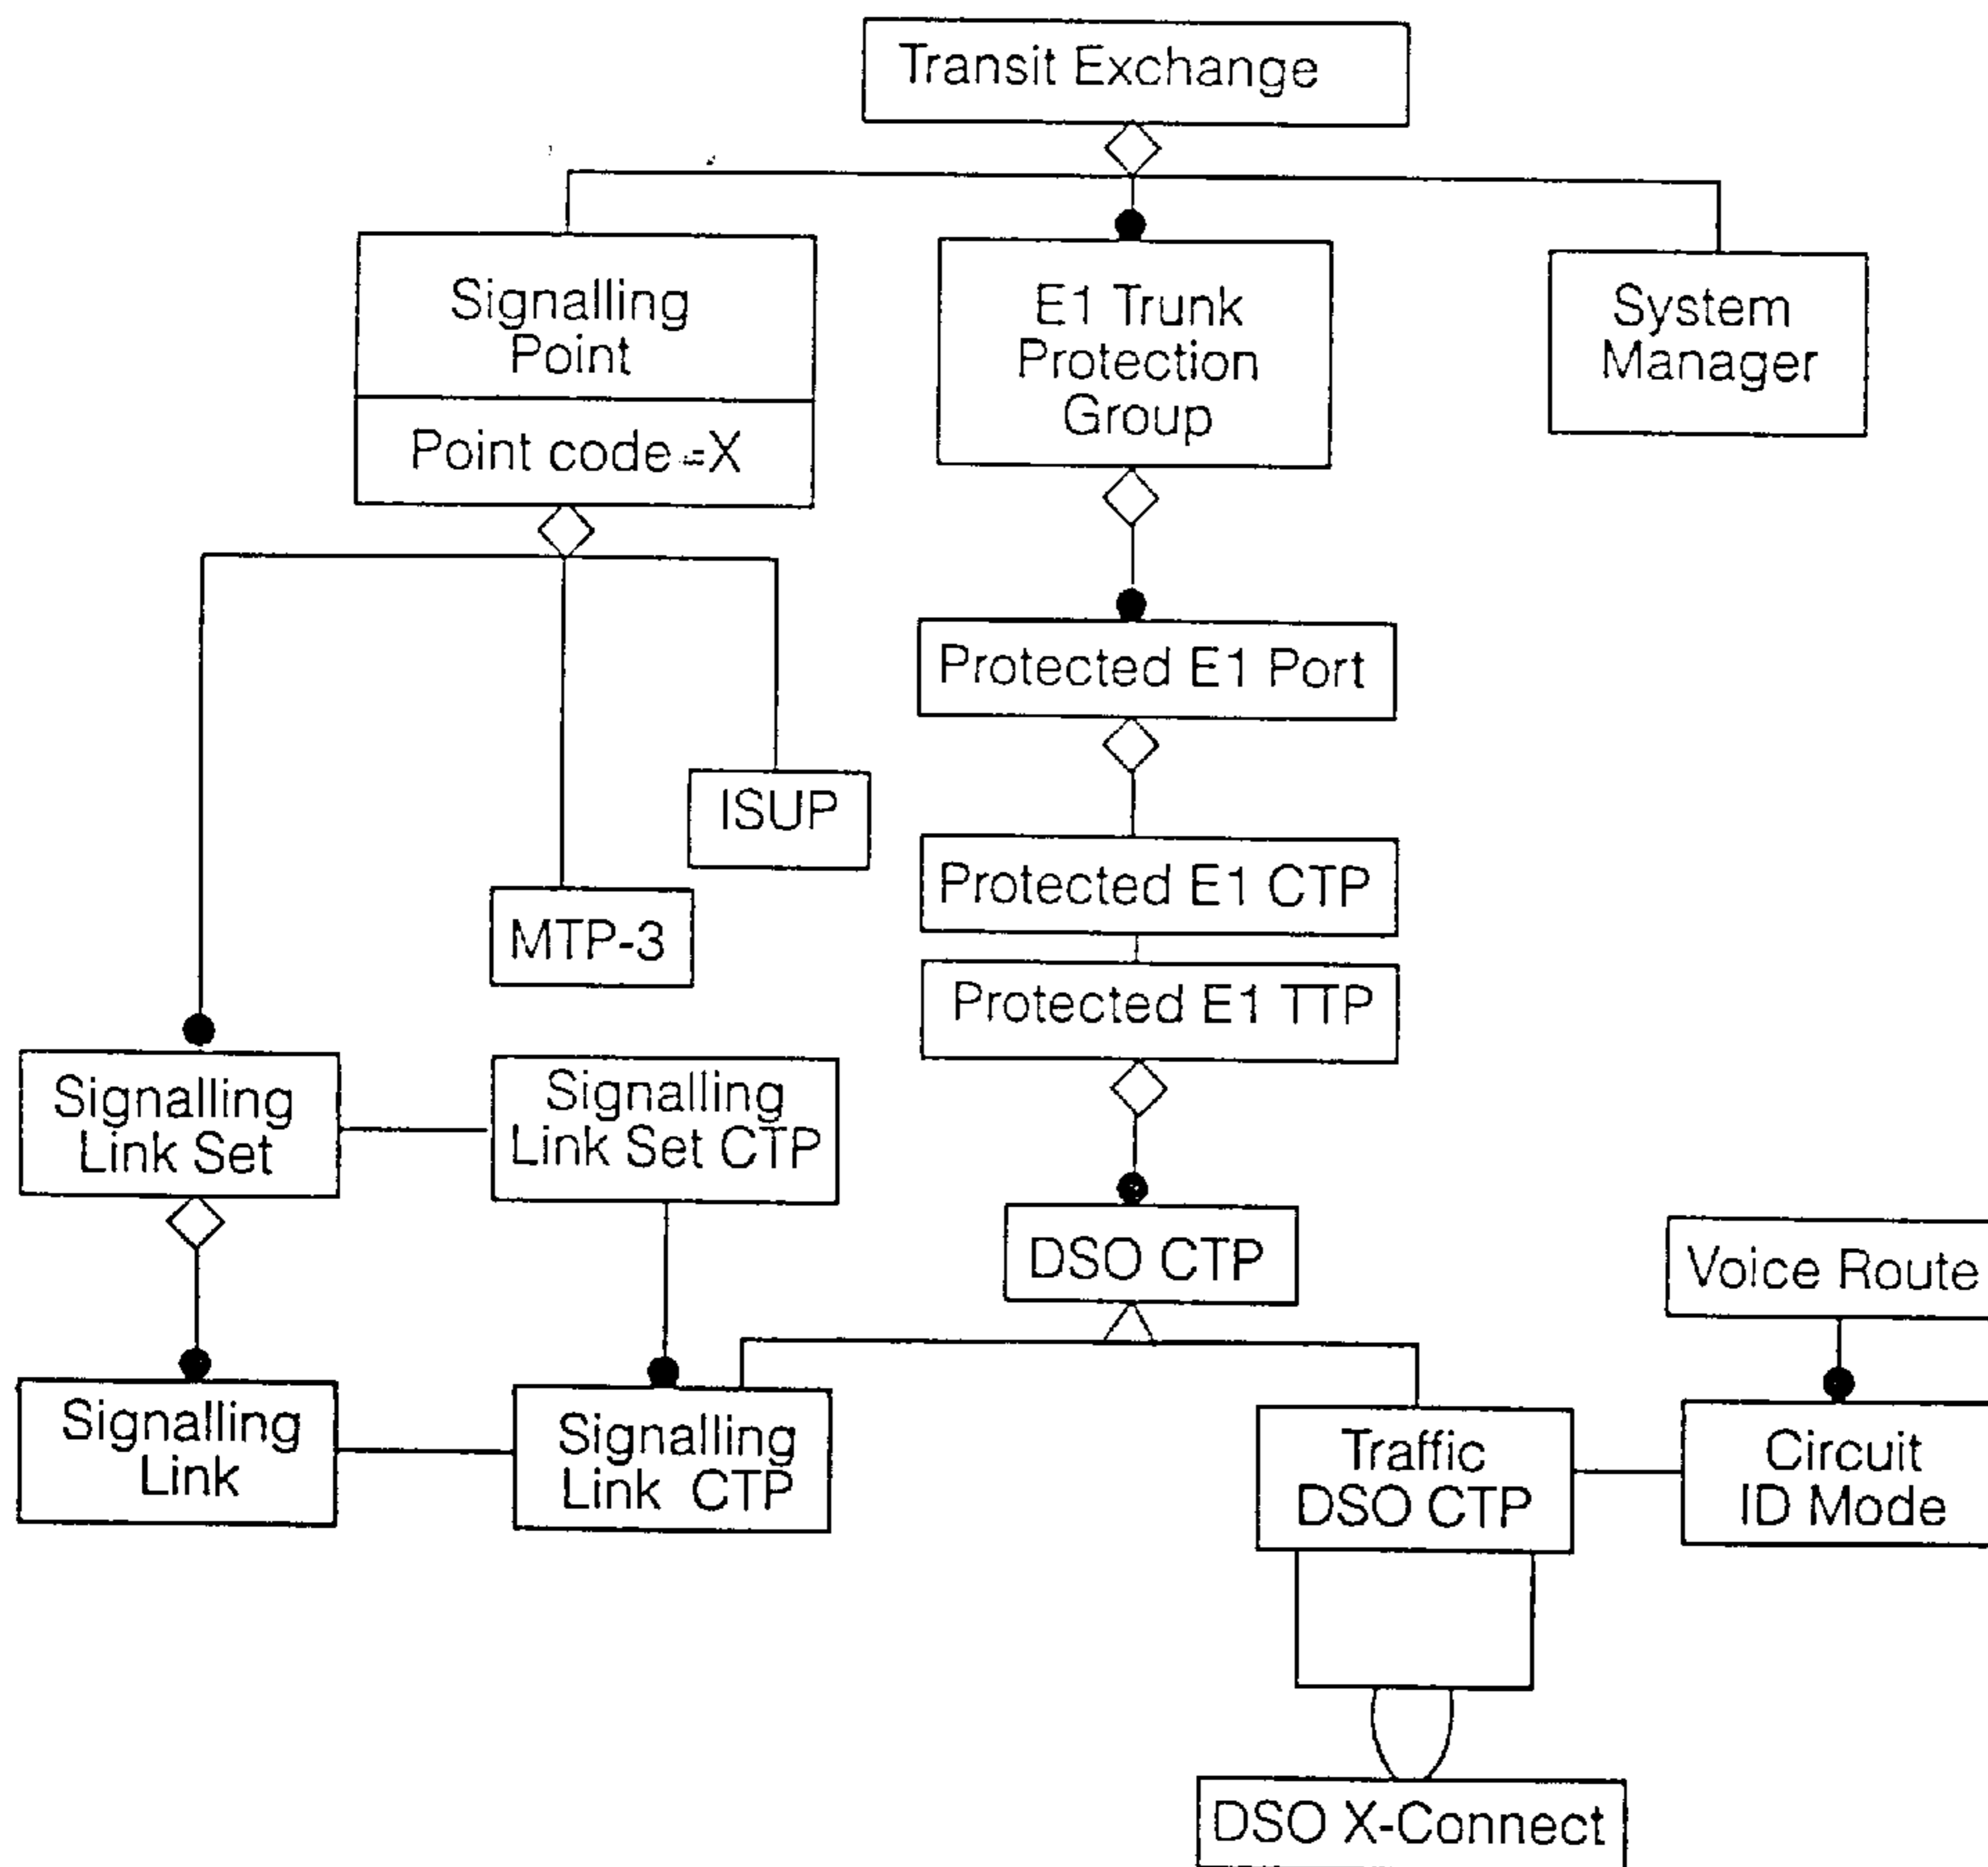 Transit Exchange
Signalling
Point
Point code =X
E1 Trunk
Protection
Group
System
Manager
Protected E1 Port
ISUP
Protected E1 CTP
MTP-3
Protected E1 TTP
Signalling
Link Set
Signalling
Link Set CTP
DSO CTP
Voice Route
Signalling
Link
Signalling
Link CTP
Traffic
DSO CTP
Circuit
ID Mode
DSO X-Connect